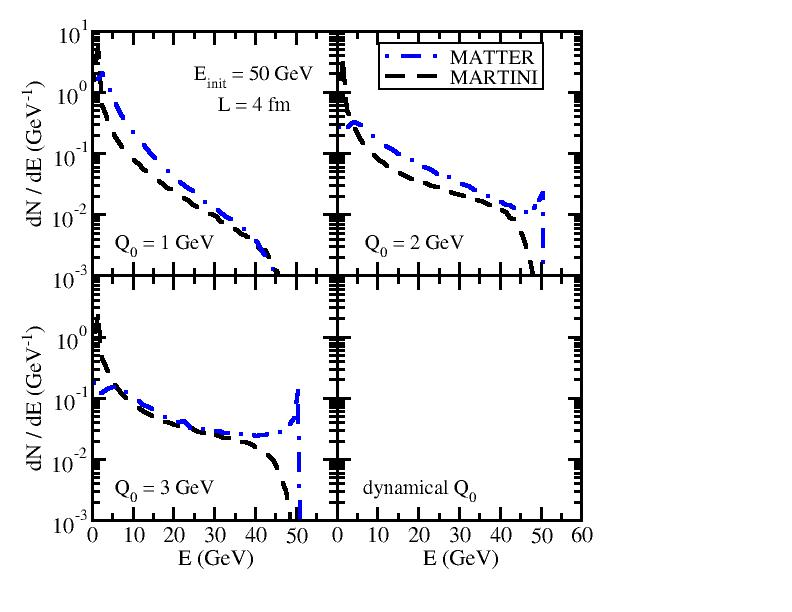 10^1
10^0
10^-1
10^-2
10^-3
dN / dE (GeV^-1)
E_init = 50 GeV
L = 4 fm
Q_0 = 1 GeV
MATTER
MARTINI
Q_0 = 2 GeV
10^0
10^-1
10^-2
10^-3
dN / dE (GeV^-1)
Q_0 = 3 GeV
dynamical Q_0
0 10 20 30 40 50 0 10 20 30 40 50 60
E (GeV) E (GeV)